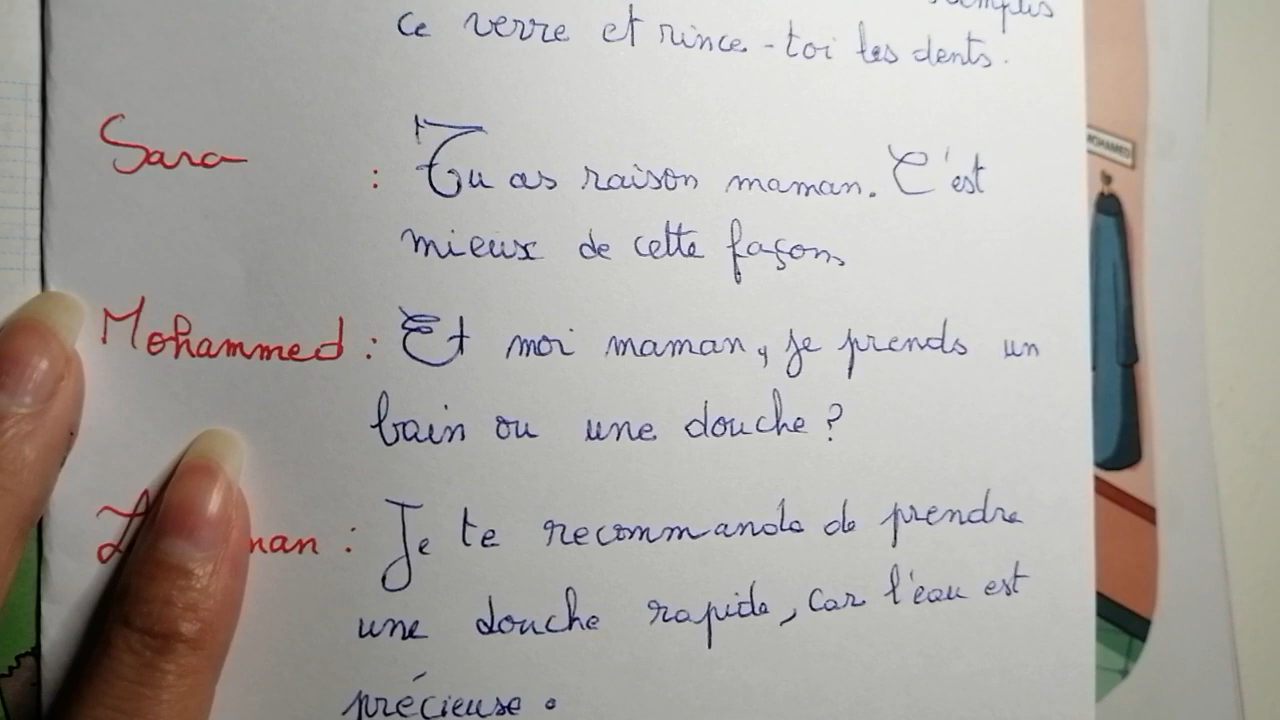 ce verre et rince-toi les dents.
Sara : Tu as raison maman. C'est
mieux de cette façon
Mohammed : Et moi maman, je prends un
bain ou une douche ?
: Je te recommande de prendre
une douche rapide, car l'eau est
précieuse.